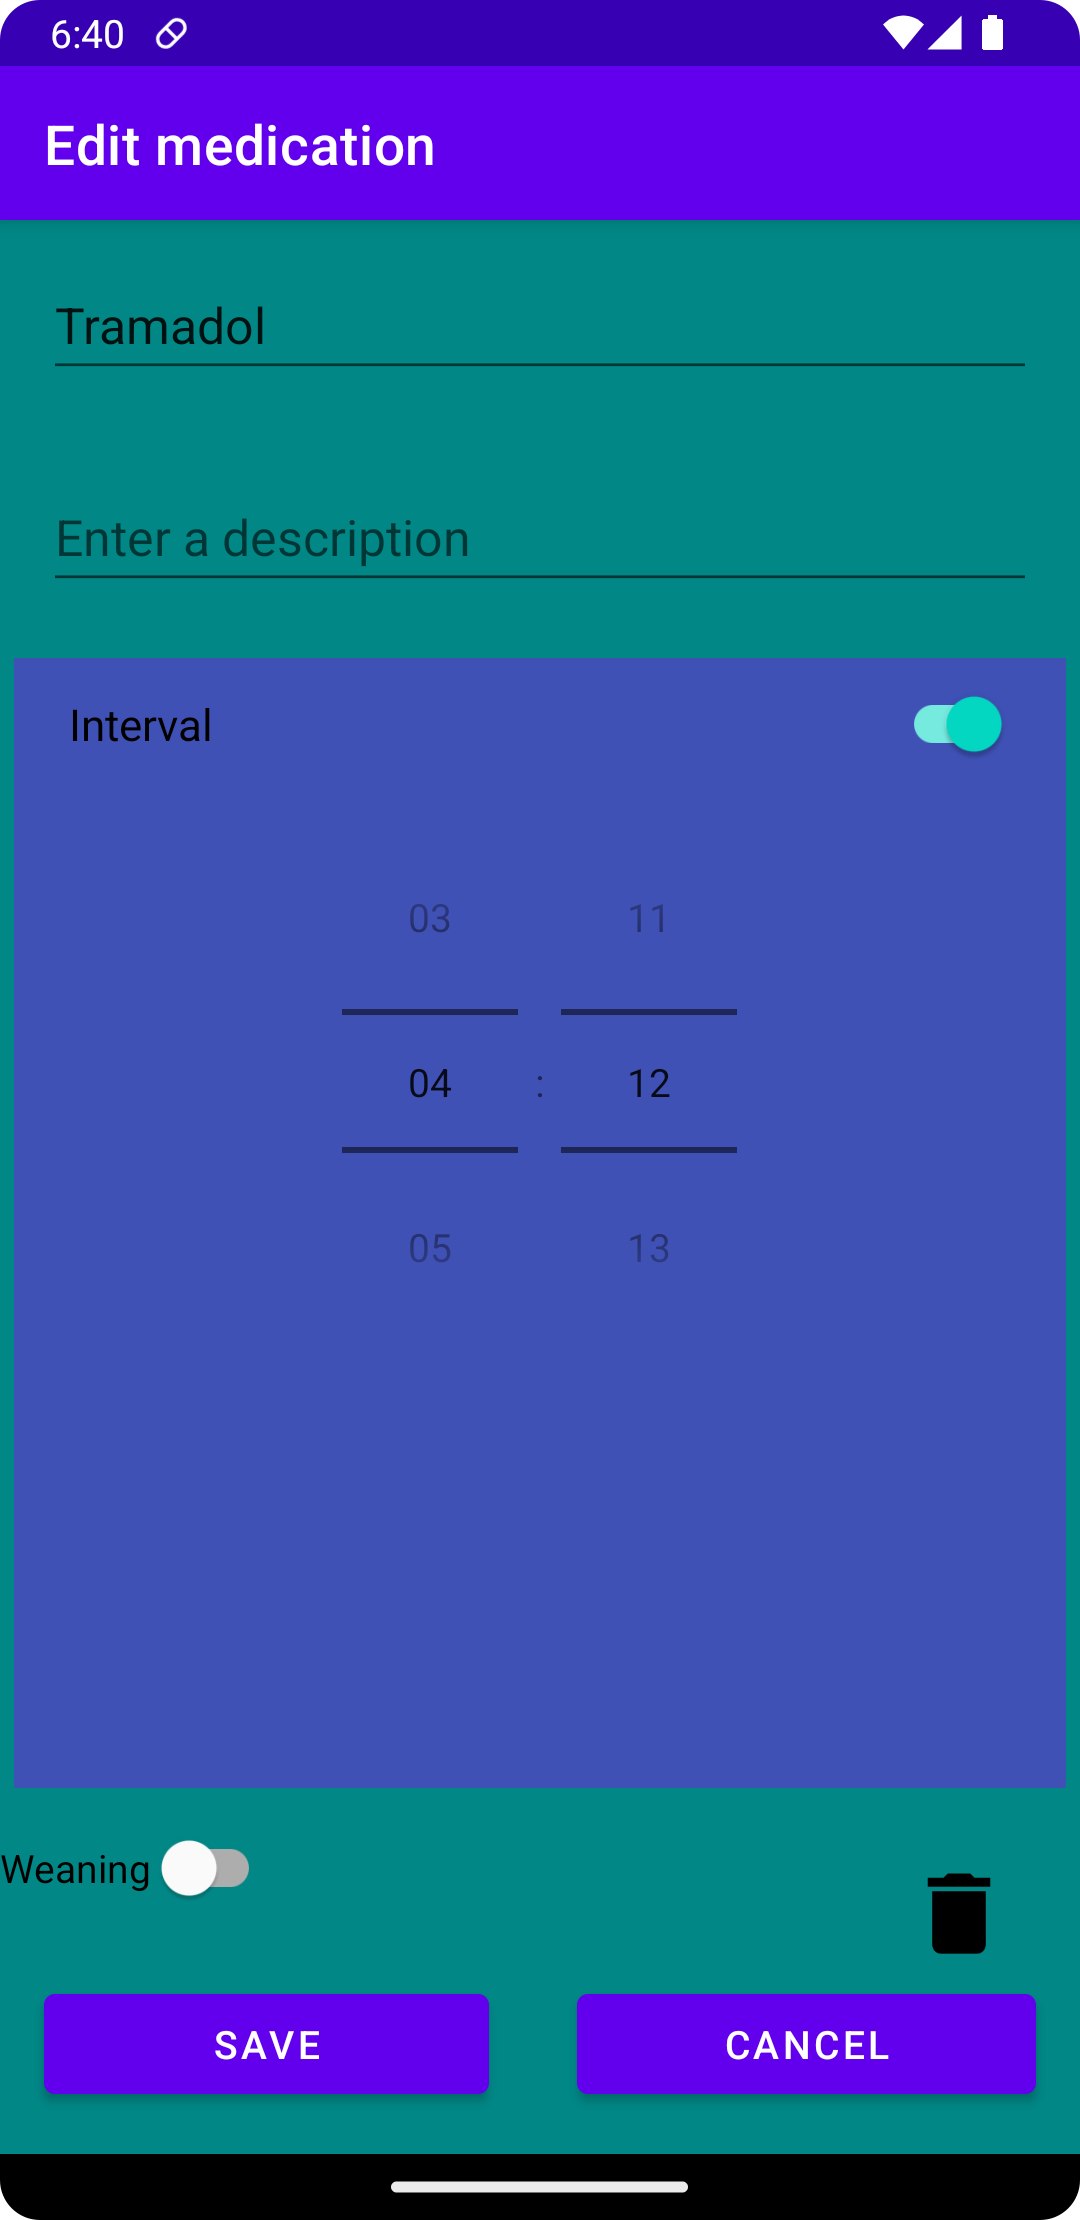 6:40
Edit medication
Tramadol
Enter a description
Interval
03 11
04 : 12
05 13
Weaning
SAVE CANCEL